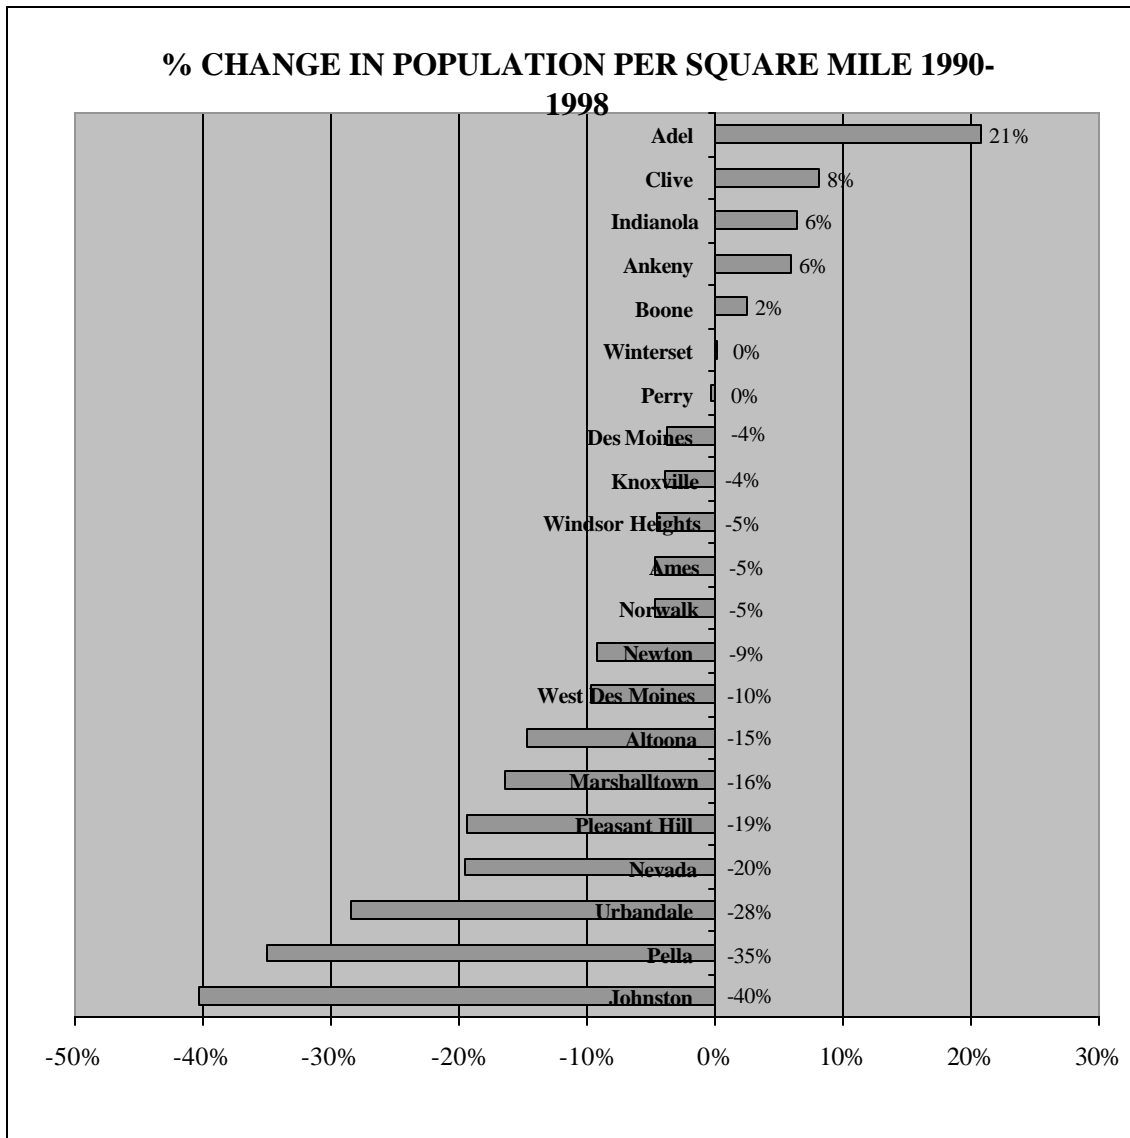 % CHANGE IN POPULATION PER SQUARE MILE 1990-
1998
Adel 21%
Clive 8%
Indianola 6%
Ankeny 6%
Boone 2%
Winterset 0%
Perry 0%
Des Moines -4%
Knoxville -4%
Windsor Heights -5%
Ames -5%
Norwalk -5%
Newton -9%
West Des Moines -10%
Altoona -15%
Marshalltown -16%
Pleasant Hill -19%
Nevada -20%
Urbandale -28%
Pella -35%
Johnston -40%
-50% -40% -30% -20% -10% 0% 10% 20% 30%